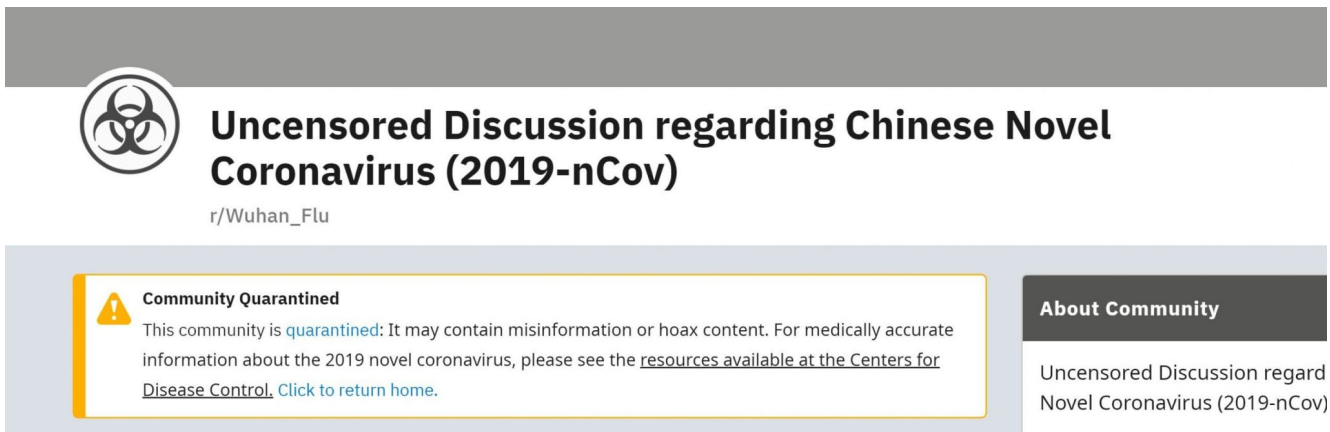 Uncensored Discussion regarding Chinese Novel
Coronavirus (2019-nCov)
r/Wuhan_Flu
Community Quarantined
This community is quarantined: It may contain misinformation or hoax content. For medically accurate
information about the 2019 novel coronavirus, please see the resources available at the Centers for
Disease Control. Click to return home.
About Community
Uncensored Discussion regard
Novel Coronavirus (2019-nCov)